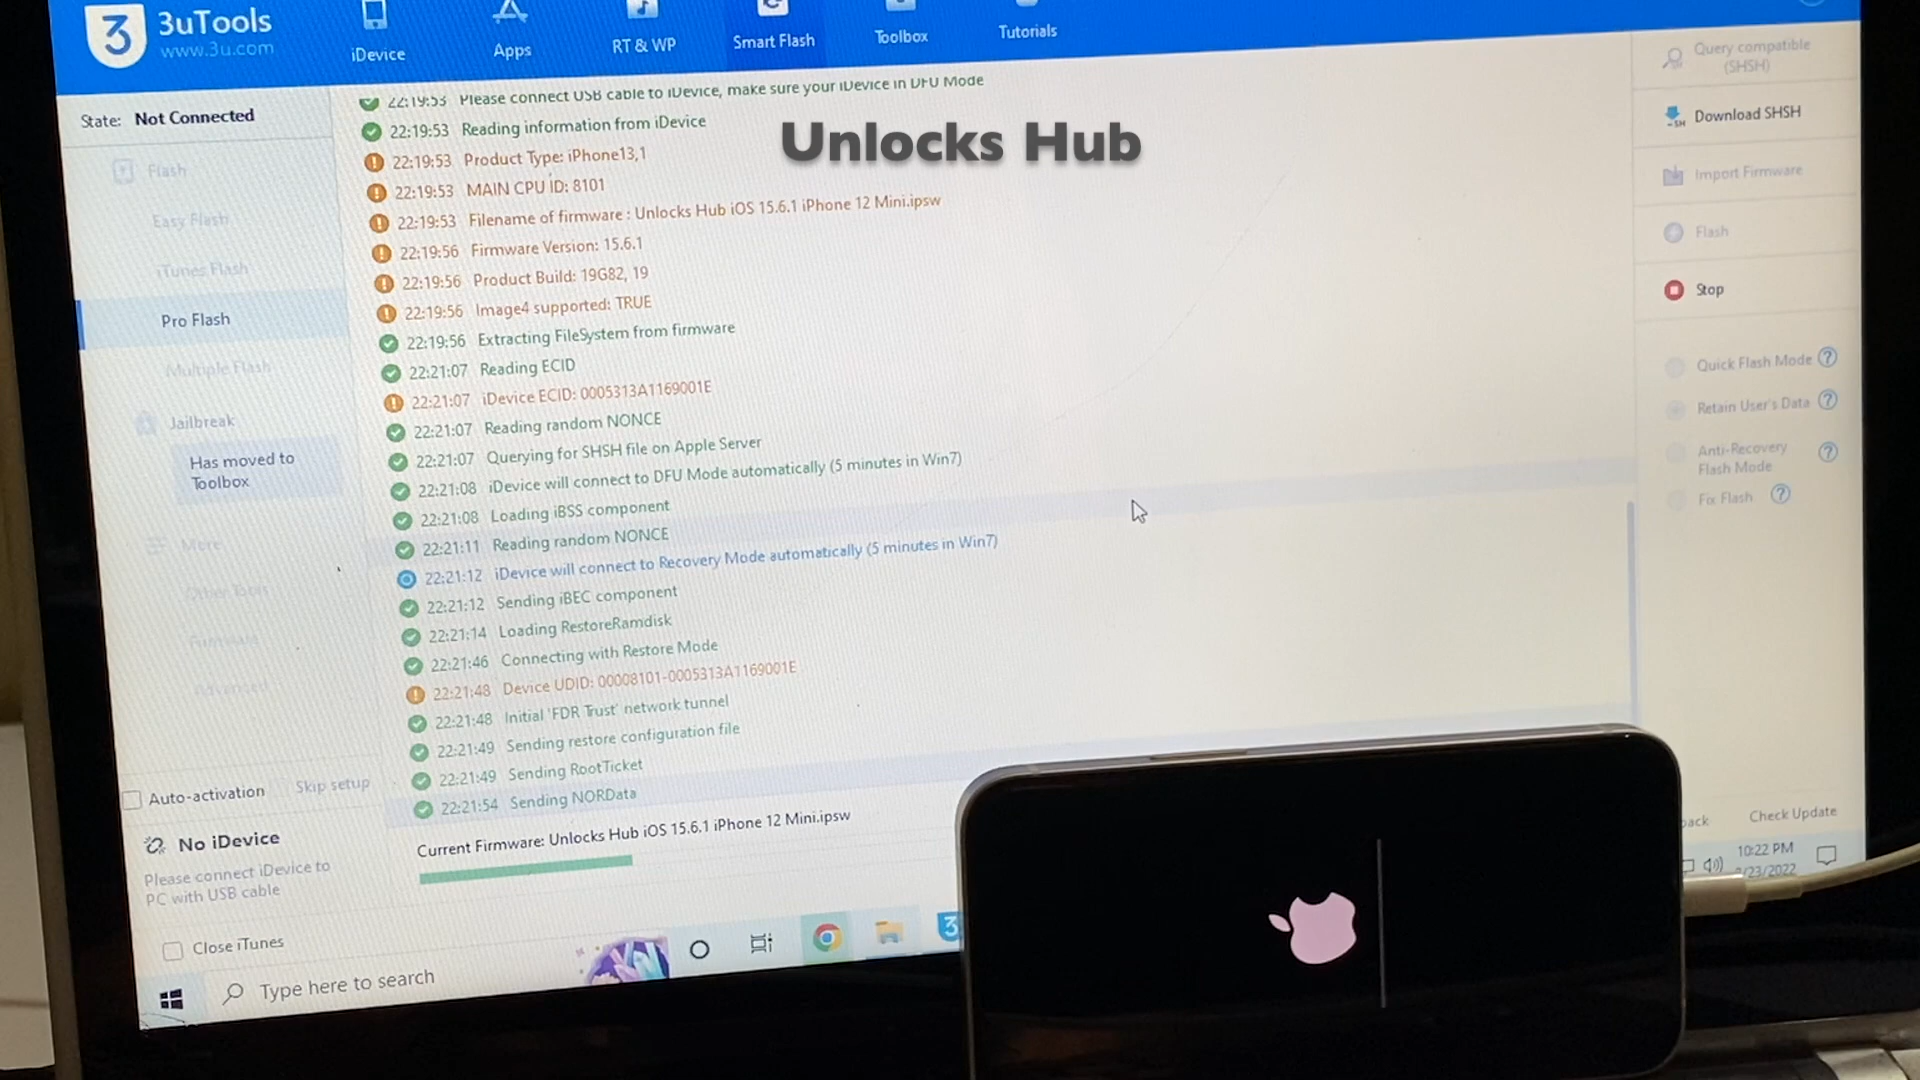 3uTools
www.3u.com
iDevice
Apps
RT & WP
Smart Flash
Toolbox
Tutorials
State: Not Connected
Flash
Easy Flash
iTunes Flash
Pro Flash
Multiple Flash
Jailbreak
Has moved to
Toolbox
More
Other Tools
Firmware
Advanced
Auto-activation
Skip setup
No iDevice
Please connect iDevice to
PC with USB cable
Close iTunes
22:19:53 Please connect USB cable to iDevice, make sure your iDevice in DFU Mode
22:19:53 Reading information from iDevice
22:19:53 Product Type: iPhone13,1
22:19:53 MAIN CPU ID: 8101
22:19:53 Filename of firmware : Unlocks Hub iOS 15.6.1 iPhone 12 Mini.ipsw
22:19:56 Firmware Version: 15.6.1
22:19:56 Product Build: 19G82, 19
22:19:56 Image4 supported: TRUE
22:19:56 Extracting FileSystem from firmware
22:21:07 Reading ECID
22:21:07 iDevice ECID: 0005313A1169001E
22:21:07 Reading random NONCE
22:21:07 Querying for SHSH file on Apple Server
22:21:08 iDevice will connect to DFU Mode automatically (5 minutes in Win7)
22:21:08 Loading iBSS component
22:21:11 Reading random NONCE
22:21:12 iDevice will connect to Recovery Mode automatically (5 minutes in Win7)
22:21:12 Sending iBEC component
22:21:14 Loading RestoreRamdisk
22:21:46 Connecting with Restore Mode
22:21:48 Device UDID: 00008101-0005313A1169001E
22:21:48 Initial 'FDR Trust' network tunnel
22:21:49 Sending restore configuration file
22:21:49 Sending RootTicket
22:21:54 Sending NORData
Current Firmware: Unlocks Hub iOS 15.6.1 iPhone 12 Mini.ipsw
Unlocks Hub
Query compatible
(SHSH)
Download SHSH
Import Firmware
Flash
Stop
Quick Flash Mode
Retain User's Data
Anti-Recovery
Flash Mode
Fix Flash
Check Update
Type here to search
10:22 PM
/23/2022